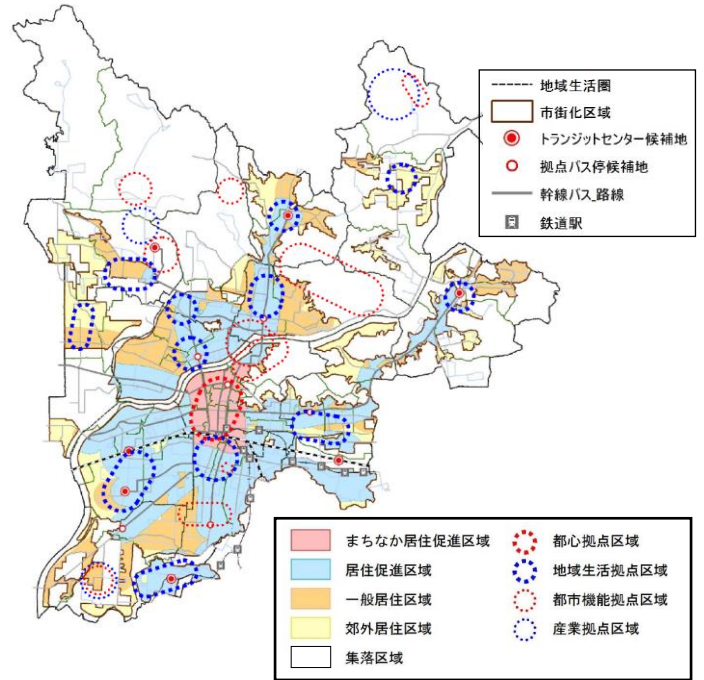 地域生活圏
市街化区域
トランジットセンター候補地
拠点バス停候補地
幹線バス_路線
鉄道駅
まちなか居住促進区域
居住促進区域
一般居住区域
郊外居住区域
集落区域
都心拠点区域
地域生活拠点区域
都市機能拠点区域
産業拠点区域